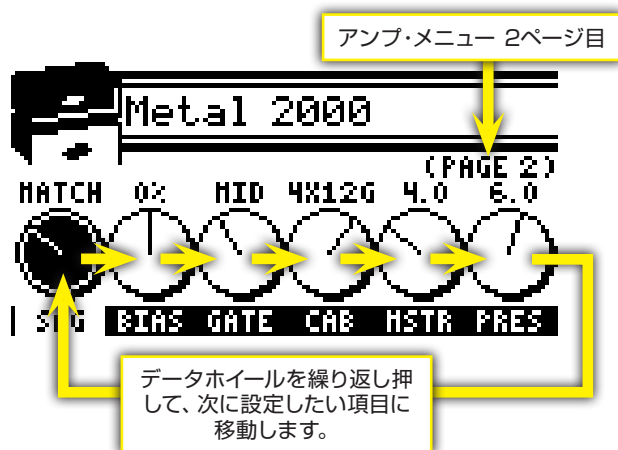 アンプ・メニュー 2ページ目
Metal 2000
(PAGE 2)
MATCH 0% MID 4X12G 4.0 6.0
BIAS GATE CAB MSTR PRES
データホイールを繰り返し押
して、次に設定したい項目に
移動します。